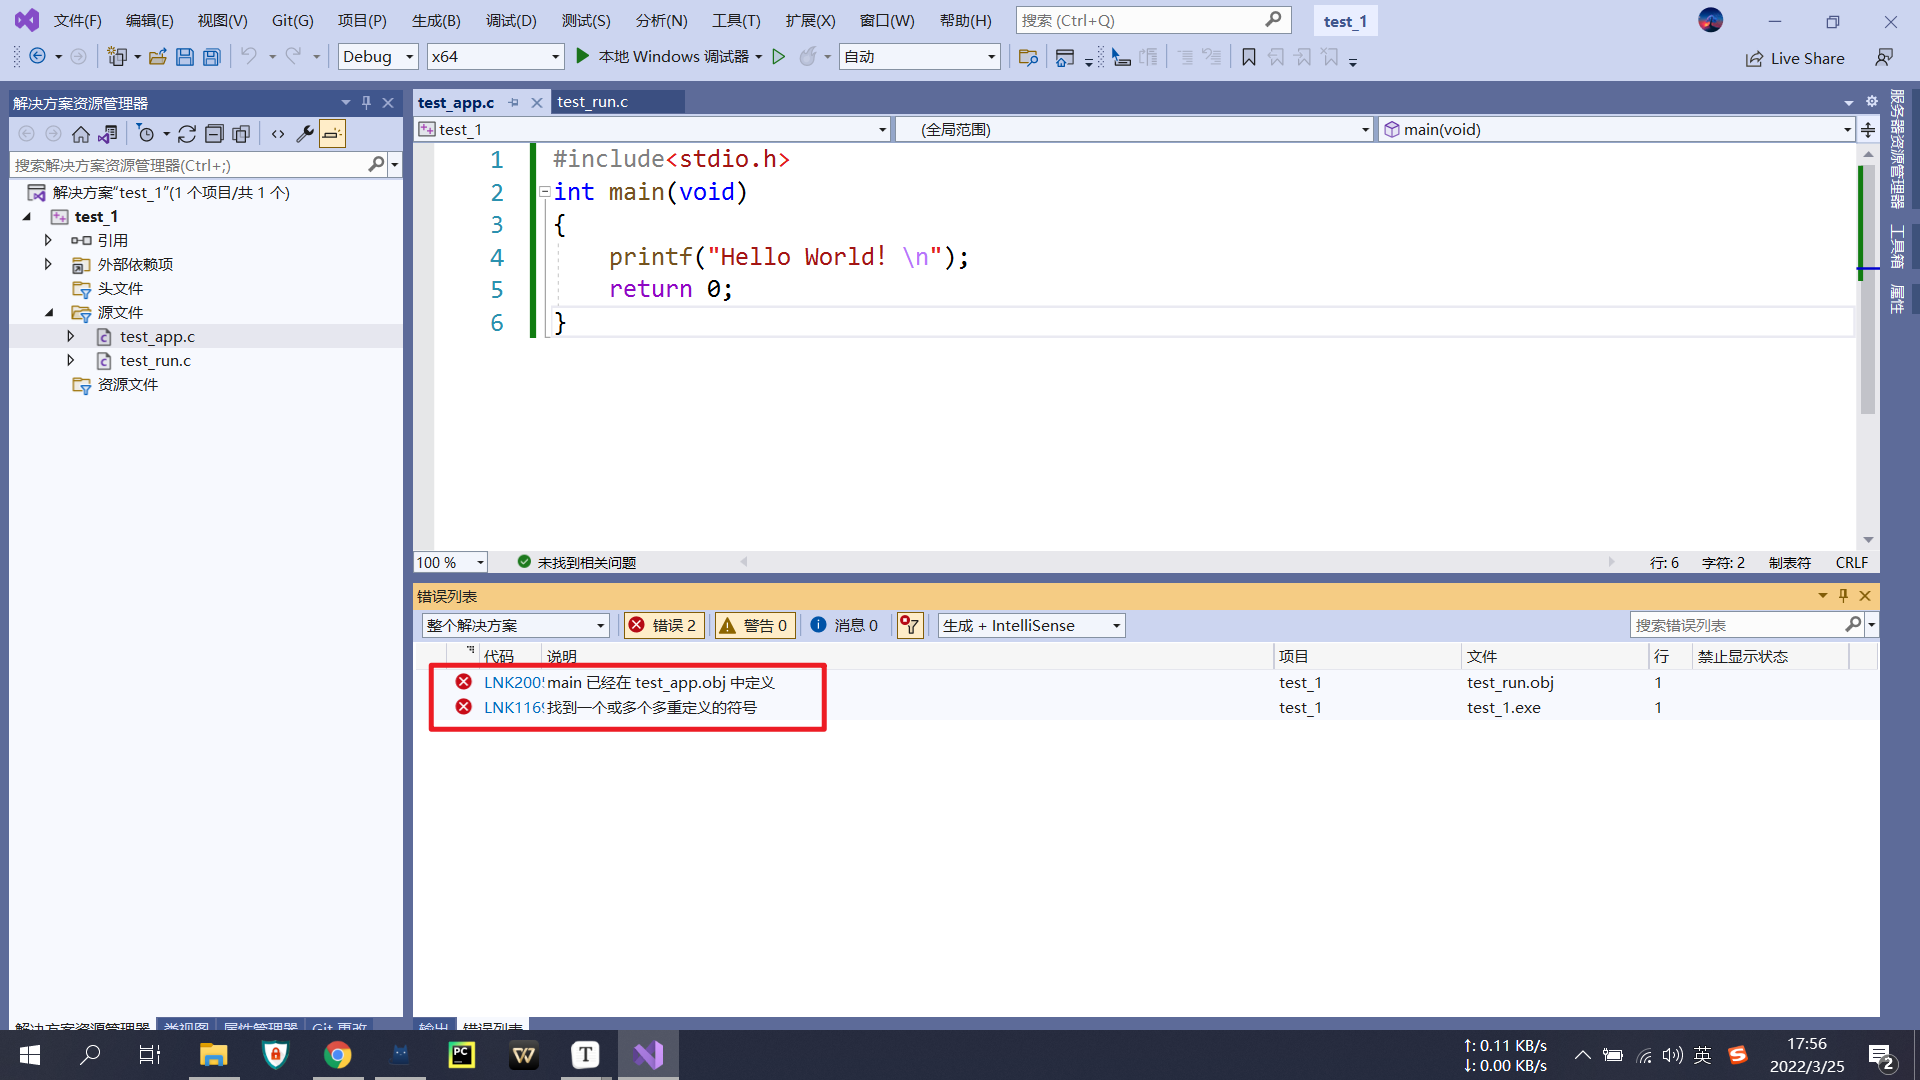 文件(F) 编辑(E) 视图(V) Git(G) 项目(P) 生成(B) 调试(D) 测试(S) 分析(N) 工具(T) 扩展(X) 窗口(W) 帮助(H) 搜索 (Ctrl+Q) test_1
Debug x64 本地 Windows 调试器 自动 Live Share
解决方案资源管理器
搜索解决方案资源管理器(Ctrl+;)
解决方案“test_1”(1 个项目/共 1 个)
test_1
引用
外部依赖项
头文件
源文件
test_app.c
test_run.c
资源文件
test_app.c test_run.c
test_1 (全局范围) main(void)
1 #include<stdio.h>
2 int main(void)
3 {
4 printf("Hello World! \n");
5 return 0;
6 }
100 % 未找到相关问题 行: 6 字符: 2 制表符 CRLF
错误列表
整个解决方案 错误 2 警告 0 消息 0 生成 + IntelliSense 搜索错误列表
代码 说明 项目 文件 行 禁止显示状态
LNK2005 main 已经在 test_app.obj 中定义 test_1 test_run.obj 1
LNK1169 找到一个或多个多重定义的符号 test_1 test_1.exe 1
服务器资源管理器
工具箱
属性
解决方案资源管理器 类视图 属性管理器 Git 更改 输出 错误列表
PC W T
↑: 0.11 KB/s
↓: 0.00 KB/s
英 S
17:56
2022/3/25
2